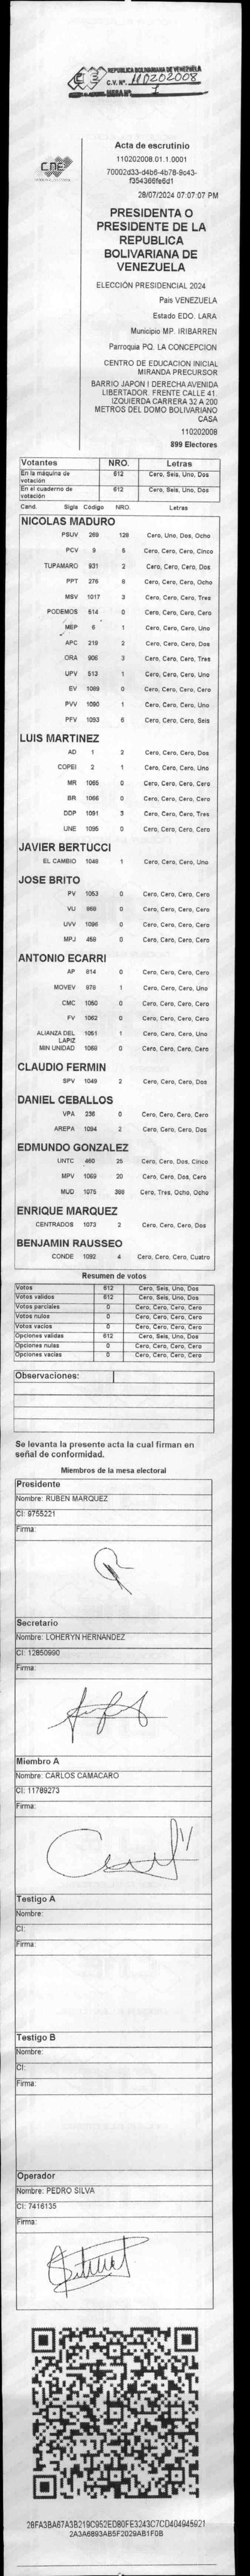 REPUBLICA BOLIVARIANA DE VENEZUELA
C.V. Nº. 110202008
MESA Nº. 1
CNE
Acta de escrutinio
110202008.01.1.0001
70002d33-d4b6-4b78-9c43-
f354366fe6d1
28/07/2024 07:07:07 PM
PRESIDENTA O
PRESIDENTE DE LA
REPUBLICA
BOLIVARIANA DE
VENEZUELA
ELECCIÓN PRESIDENCIAL 2024
Pais VENEZUELA
Estado EDO. LARA
Municipio MP. IRIBARREN
Parroquia PQ. LA CONCEPCION
CENTRO DE EDUCACION INICIAL
MIRANDA PRECURSOR
BARRIO JAPON I DERECHA AVENIDA
LIBERTADOR. FRENTE CALLE 41.
IZQUIERDA CARRERA 32 A 200
METROS DEL DOMO BOLIVARIANO
CASA
110202008
899 Electores
Votantes NRO. Letras
En la máquina de votación 612 Cero, Seis, Uno, Dos
En el cuaderno de votación 612 Cero, Seis, Uno, Dos
Cand. Sigla Código NRO. Letras
NICOLAS MADURO
PSUV 269 128 Cero, Uno, Dos, Ocho
PCV 9 5 Cero, Cero, Cero, Cinco
TUPAMARO 931 2 Cero, Cero, Cero, Dos
PPT 276 8 Cero, Cero, Cero, Ocho
MSV 1017 3 Cero, Cero, Cero, Tres
PODEMOS 514 0 Cero, Cero, Cero, Cero
MEP 6 1 Cero, Cero, Cero, Uno
APC 219 2 Cero, Cero, Cero, Dos
ORA 906 3 Cero, Cero, Cero, Tres
UPV 513 1 Cero, Cero, Cero, Uno
EV 1089 0 Cero, Cero, Cero, Cero
PVV 1090 1 Cero, Cero, Cero, Uno
PFV 1093 6 Cero, Cero, Cero, Seis
LUIS MARTINEZ
AD 1 2 Cero, Cero, Cero, Dos
COPEI 2 1 Cero, Cero, Cero, Uno
MR 1065 0 Cero, Cero, Cero, Cero
BR 1066 0 Cero, Cero, Cero, Cero
DDP 1091 3 Cero, Cero, Cero, Tres
UNE 1095 0 Cero, Cero, Cero, Cero
JAVIER BERTUCCI
EL CAMBIO 1048 1 Cero, Cero, Cero, Uno
JOSE BRITO
PV 1053 0 Cero, Cero, Cero, Cero
VU 868 0 Cero, Cero, Cero, Cero
UVV 1096 0 Cero, Cero, Cero, Cero
MPJ 459 0 Cero, Cero, Cero, Cero
ANTONIO ECARRI
AP 814 0 Cero, Cero, Cero, Cero
MOVEV 978 1 Cero, Cero, Cero, Uno
CMC 1050 0 Cero, Cero, Cero, Cero
FV 1062 0 Cero, Cero, Cero, Cero
ALIANZA DEL LAPIZ 1051 1 Cero, Cero, Cero, Uno
MIN UNIDAD 1069 0 Cero, Cero, Cero, Cero
CLAUDIO FERMIN
SPV 1049 2 Cero, Cero, Cero, Dos
DANIEL CEBALLOS
VPA 236 0 Cero, Cero, Cero, Cero
AREPA 1094 2 Cero, Cero, Cero, Dos
EDMUNDO GONZALEZ
UNTC 460 25 Cero, Cero, Dos, Cinco
MPV 1069 20 Cero, Cero, Dos, Cero
MUD 1075 388 Cero, Tres, Ocho, Ocho
ENRIQUE MARQUEZ
CENTRADOS 1073 2 Cero, Cero, Cero, Dos
BENJAMIN RAUSSEO
CONDE 1092 4 Cero, Cero, Cero, Cuatro
Resumen de votos
Votos 612 Cero, Seis, Uno, Dos
Votos validos 612 Cero, Seis, Uno, Dos
Votos parciales 0 Cero, Cero, Cero, Cero
Votos nulos 0 Cero, Cero, Cero, Cero
Votos vacios 0 Cero, Cero, Cero, Cero
Opciones validas 612 Cero, Seis, Uno, Dos
Opciones nulas 0 Cero, Cero, Cero, Cero
Opciones vacias 0 Cero, Cero, Cero, Cero
Observaciones:
Se levanta la presente acta la cual firman en
señal de conformidad.
Miembros de la mesa electoral
Presidente
Nombre: RUBEN MARQUEZ
CI: 9755221
Firma:
Secretario
Nombre: LOHERYN HERNANDEZ
CI: 12850990
Firma:
Miembro A
Nombre: CARLOS CAMACARO
CI: 11789273
Firma:
Testigo A
Nombre:
CI:
Firma:
Testigo B
Nombre:
CI:
Firma:
Operador
Nombre: PEDRO SILVA
CI: 7416135
Firma:
28FA3BA67A3B219C952ED80FE3243C7CD404945921
2A3A6893AB5F2029AB1F0B